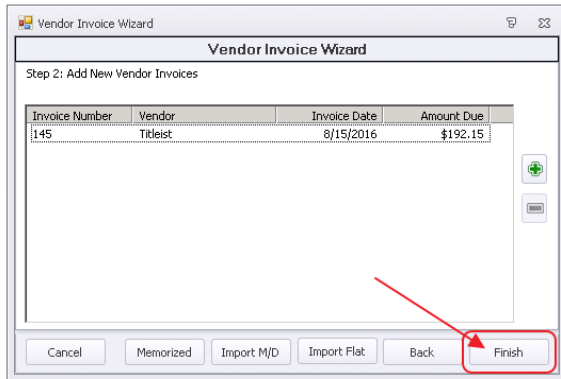 Vendor Invoice Wizard
Vendor Invoice Wizard
Step 2: Add New Vendor Invoices
Invoice Number Vendor Invoice Date Amount Due
145 Titleist 8/15/2016 $192.15
Cancel Memorized Import M/D Import Flat Back Finish